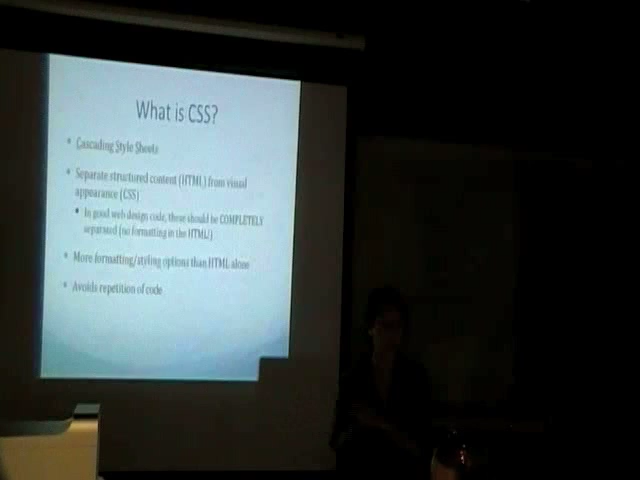 What is CSS?
Cascading Style Sheets
Separate structured content (HTML) from visual
appearance (CSS)
In good web design code, these should be COMPLETELY
separated (no formatting in the HTML!)
More formatting/styling options than HTML alone
Avoids repetition of code